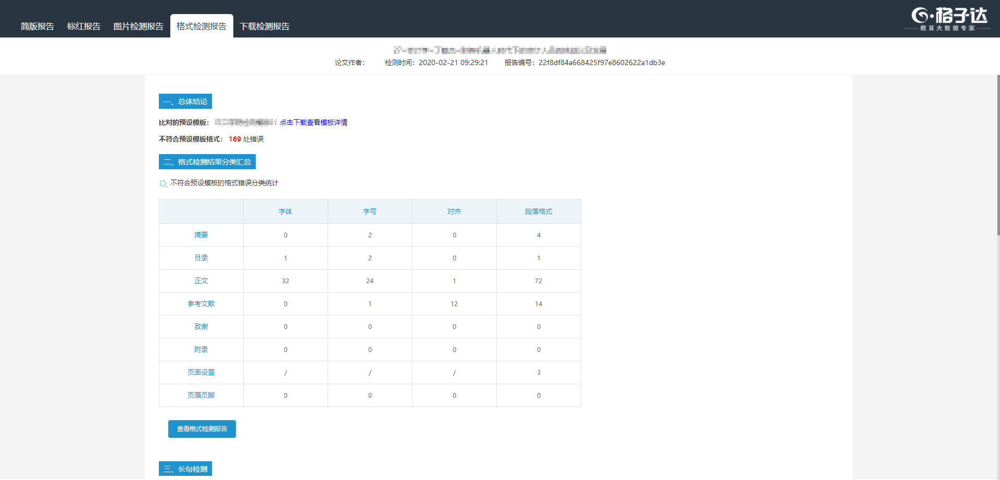 简版报告 标红报告 图片检测报告 格式检测报告 下载检测报告
格子达
教育大数据专家
论文作者： 检测时间：2020-02-21 09:29:21 报告编号：22f8df84a668425f97e8602622a1db3e
一、总体结论
比对的预设模板： 点击下载查看模板详情
不符合预设模板格式： 169 处错误
二、格式检测结果分类汇总
不符合预设模板的格式错误分类统计
字体 字号 对齐 段落格式
摘要 0 2 0 4
目录 1 2 0 1
正文 32 24 1 72
参考文献 0 1 12 14
致谢 0 0 0 0
附录 0 0 0 0
页面设置 / / / 3
页眉页脚 0 0 0 0
查看格式检测报告
三、长句检测